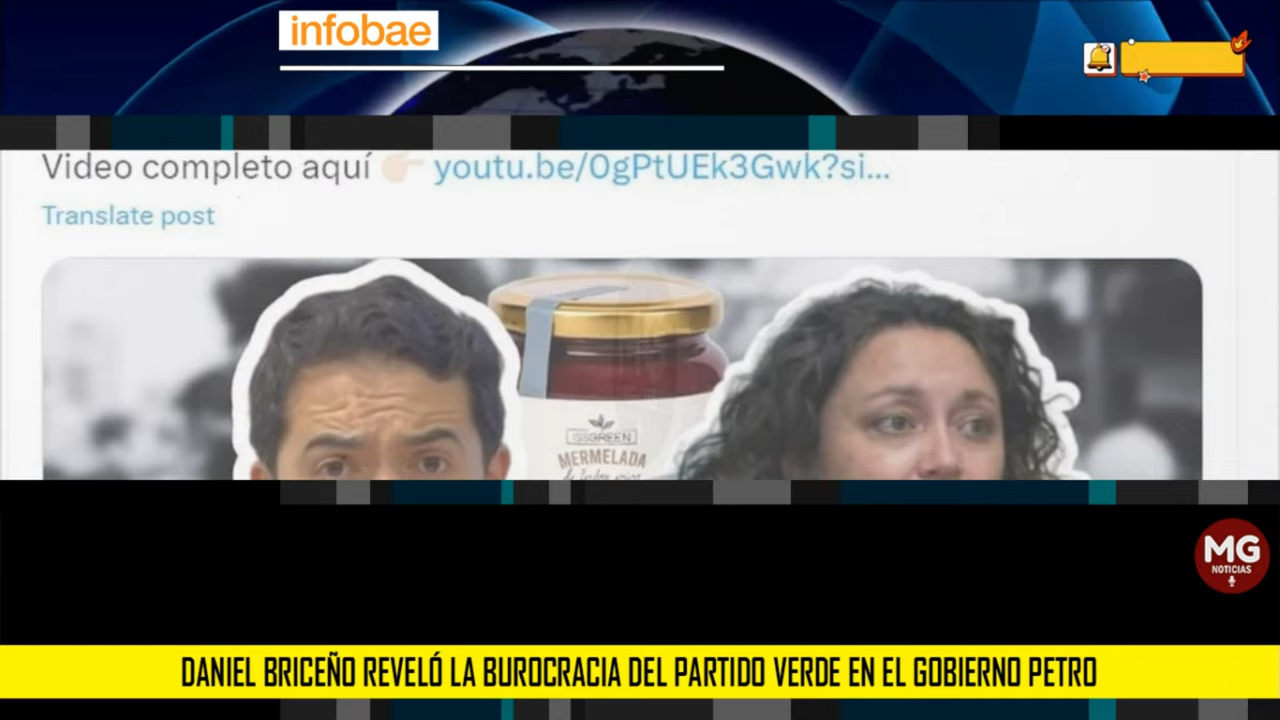 infobae
Video completo aquí 👉🏻 youtu.be/0gPtUEk3Gwk?si...
Translate post
ISSGREEN
MERMELADA
MG
NOTICIAS
DANIEL BRICEÑO REVELÓ LA BUROCRACIA DEL PARTIDO VERDE EN EL GOBIERNO PETRO